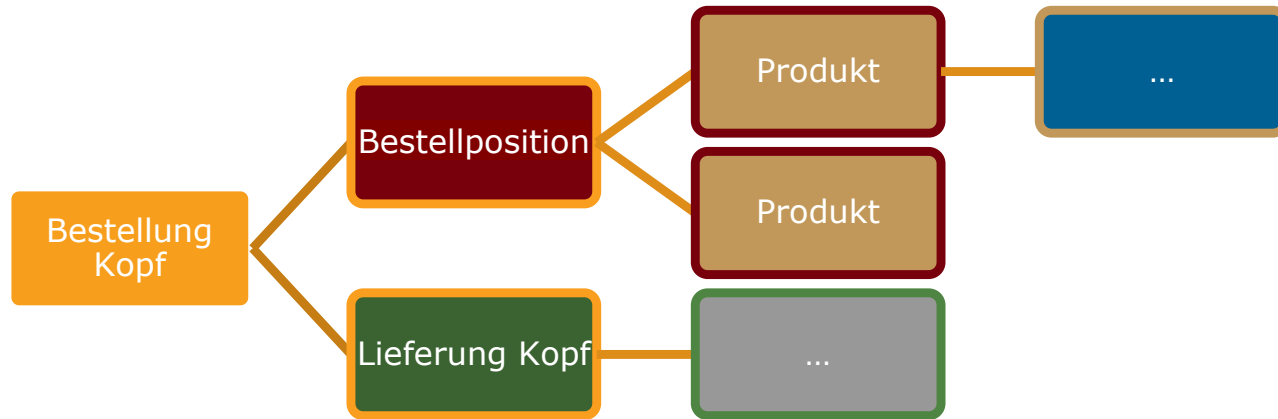 Produkt
...
Bestellposition
Produkt
Bestellung
Kopf
Lieferung Kopf
...